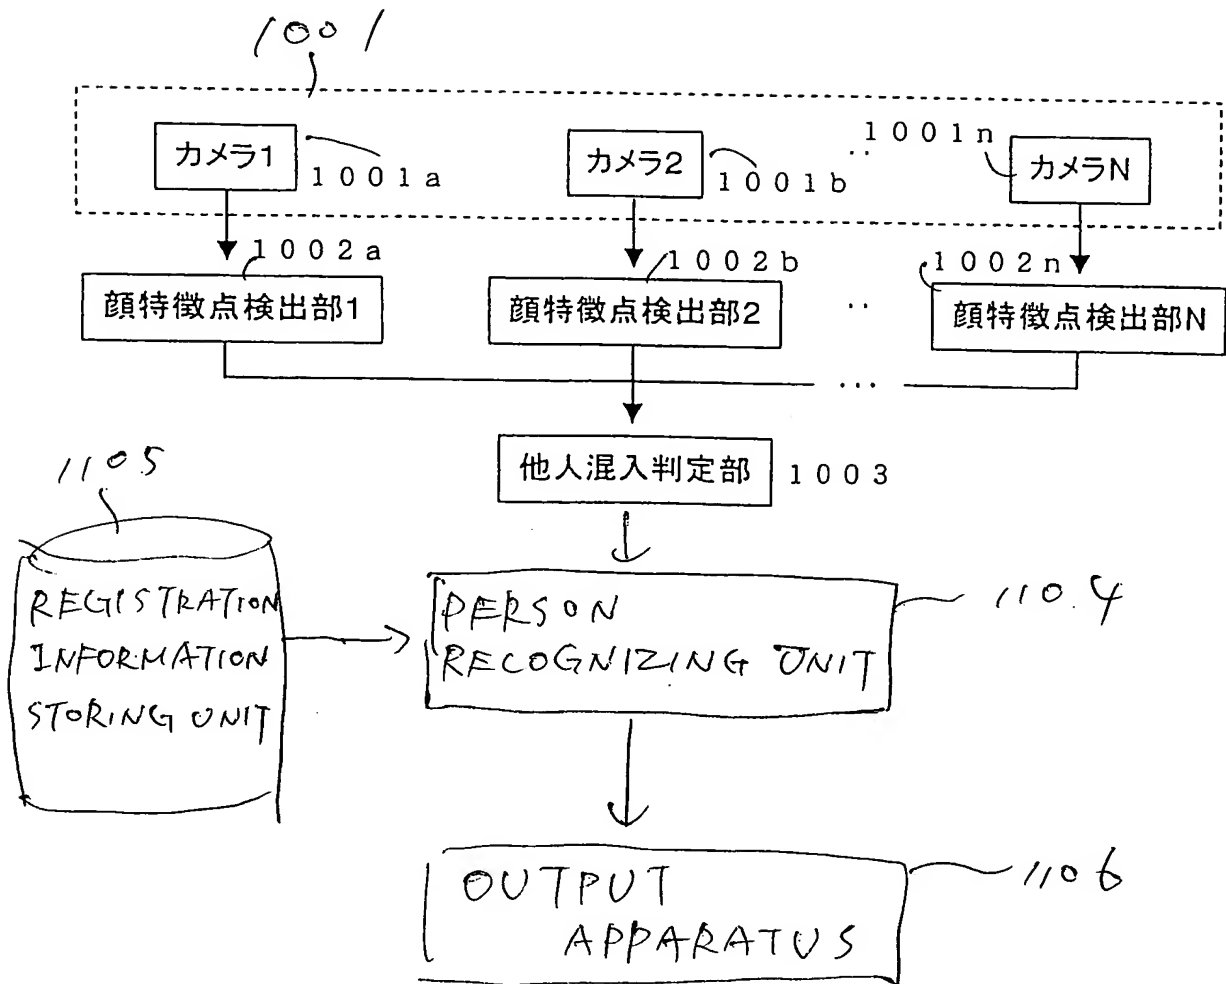 1001
カメラ1
1001a
カメラ2
1001b
‥
1001n
カメラN
1002a
顔特徴点検出部1
1002b
顔特徴点検出部2
‥
1002n
顔特徴点検出部N
…
他人混入判定部
1003
1105
REGISTRATION
INFORMATION
STORING UNIT
PERSON
RECOGNIZING UNIT
1104
OUTPUT
APPARATUS
1106